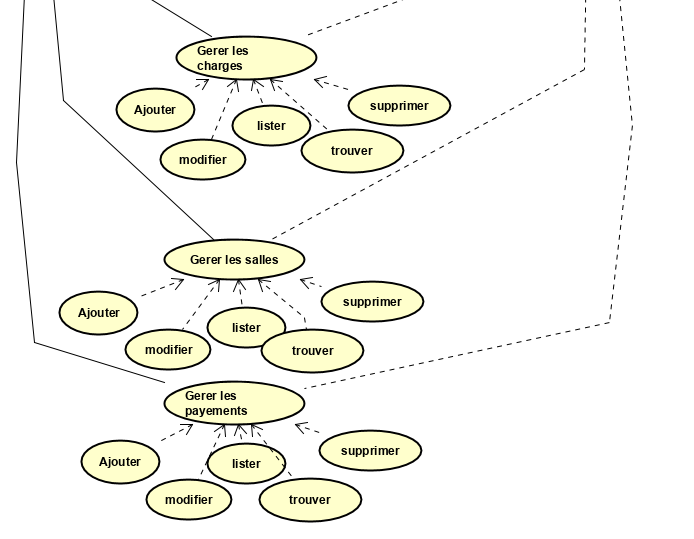 Gerer les
charges
Ajouter
supprimer
lister
trouver
modifier
Gerer les salles
Ajouter
supprimer
lister
modifier
trouver
Gerer les
payements
Ajouter
supprimer
lister
modifier
trouver